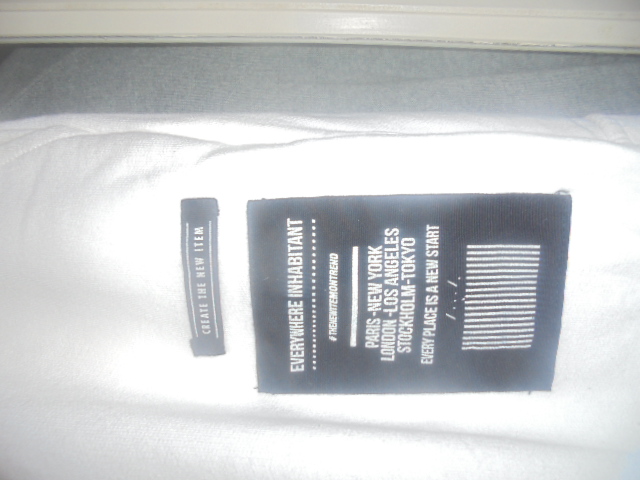 CREATE THE NEW ITEM
EVERYWHERE INHABITANT
#THENEWITEMONTREND
PARIS-NEW YORK
LONDON-LOS ANGELES
STOCKHOLM-TOKYO
EVERY PLACE IS A NEW START